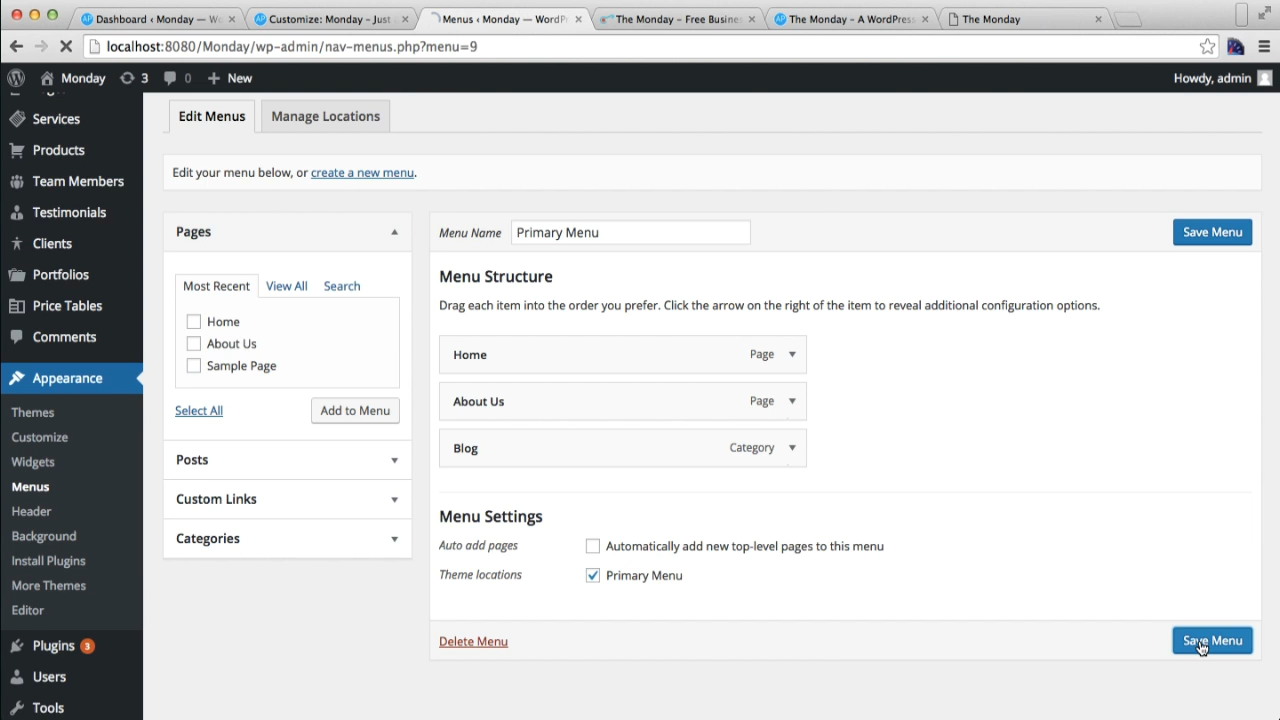 Dashboard ‹ Monday — Wo
Customize: Monday – Just
Menus ‹ Monday — WordPr
The Monday – Free Busines
The Monday – A WordPress
The Monday
localhost:8080/Monday/wp-admin/nav-menus.php?menu=9
Monday 3 0 + New Howdy, admin
Services
Products
Team Members
Testimonials
Clients
Portfolios
Price Tables
Comments
Appearance
Themes
Customize
Widgets
Menus
Header
Background
Install Plugins
More Themes
Editor
Plugins 3
Users
Tools
Edit Menus Manage Locations
Edit your menu below, or create a new menu.
Pages
Most Recent View All Search
Home
About Us
Sample Page
Select All Add to Menu
Posts
Custom Links
Categories
Menu Name Primary Menu Save Menu
Menu Structure
Drag each item into the order you prefer. Click the arrow on the right of the item to reveal additional configuration options.
Home Page
About Us Page
Blog Category
Menu Settings
Auto add pages Automatically add new top-level pages to this menu
Theme locations Primary Menu
Delete Menu Save Menu